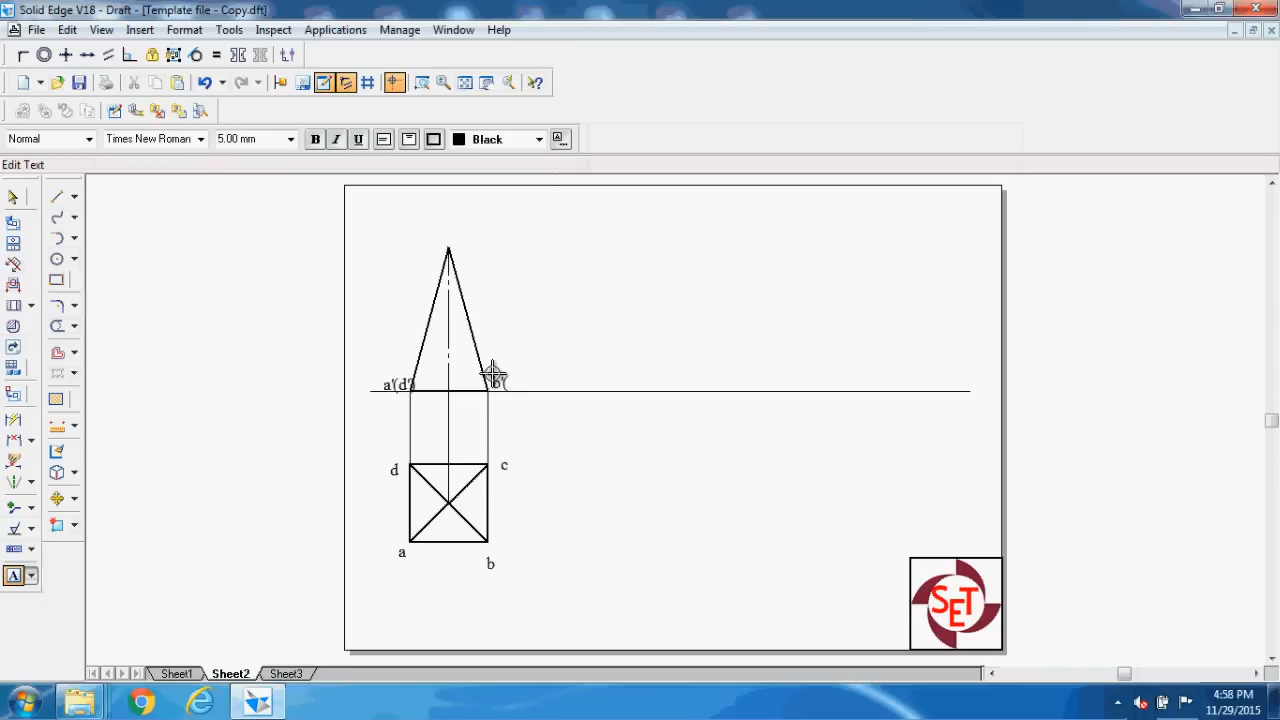 Solid Edge V18 - Draft - [Template file - Copy.dft]
File Edit View Insert Format Tools Inspect Applications Manage Window Help
Normal Times New Roman 5.00 mm B I U Black A
Edit Text
a'(d')
d c
a
b
A
SET
Sheet1 Sheet2 Sheet3
4:58 PM
11/29/2015